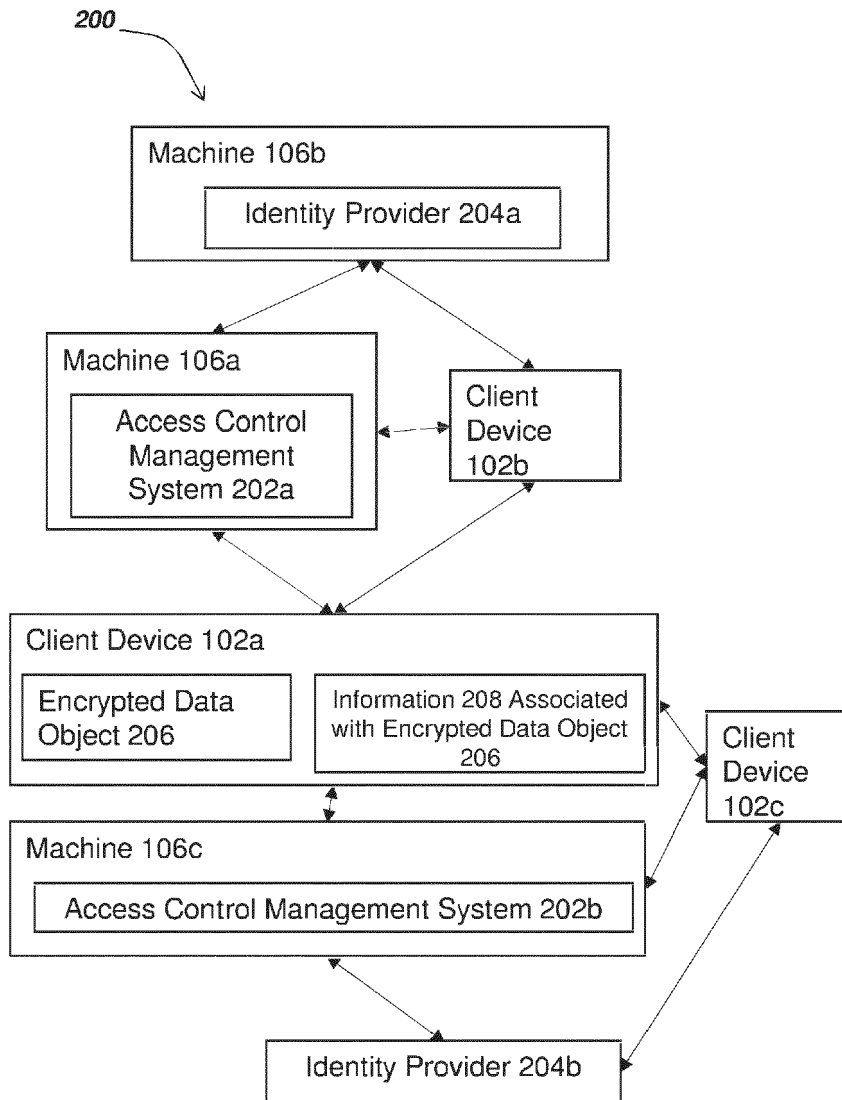 200
Machine 106b
Identity Provider 204a
Machine 106a
Access Control
Management
System 202a
Client
Device
102b
Client Device 102a
Encrypted Data
Object 206
Information 208 Associated
with Encrypted Data Object
206
Client
Device
102c
Machine 106c
Access Control Management System 202b
Identity Provider 204b